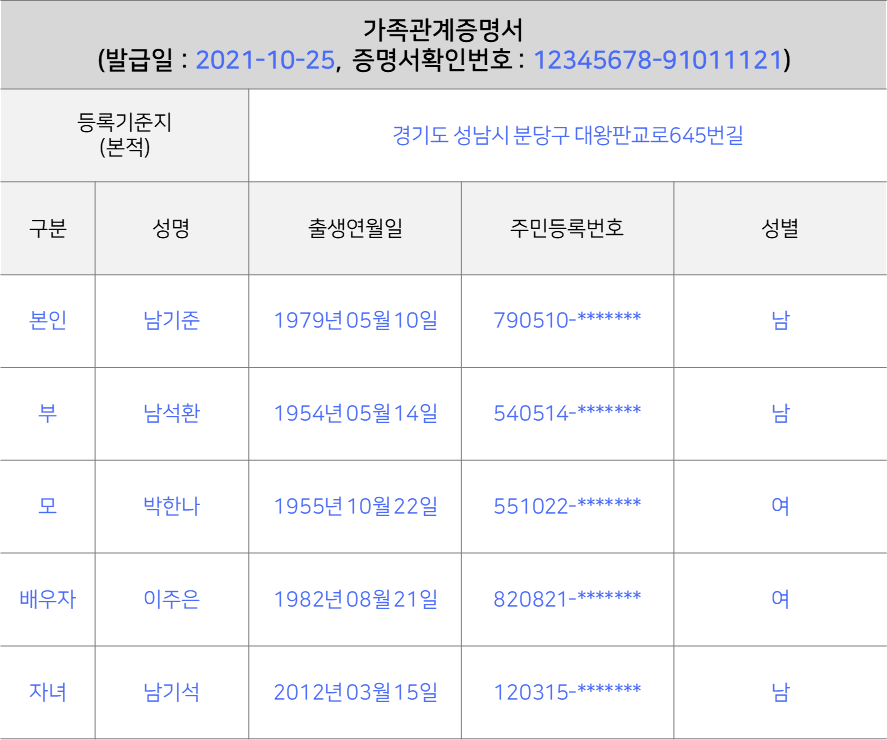 가족관계증명서
(발급일 : 2021-10-25, 증명서확인번호 : 12345678-91011121)
등록기준지
(본적)
경기도 성남시 분당구 대왕판교로645번길
구분 성명 출생연월일 주민등록번호 성별
본인 남기준 1979년 05월 10일 790510-******* 남
부 남석환 1954년 05월 14일 540514-******* 남
모 박한나 1955년 10월 22일 551022-******* 여
배우자 이주은 1982년 08월 21일 820821-******* 여
자녀 남기석 2012년 03월 15일 120315-******* 남